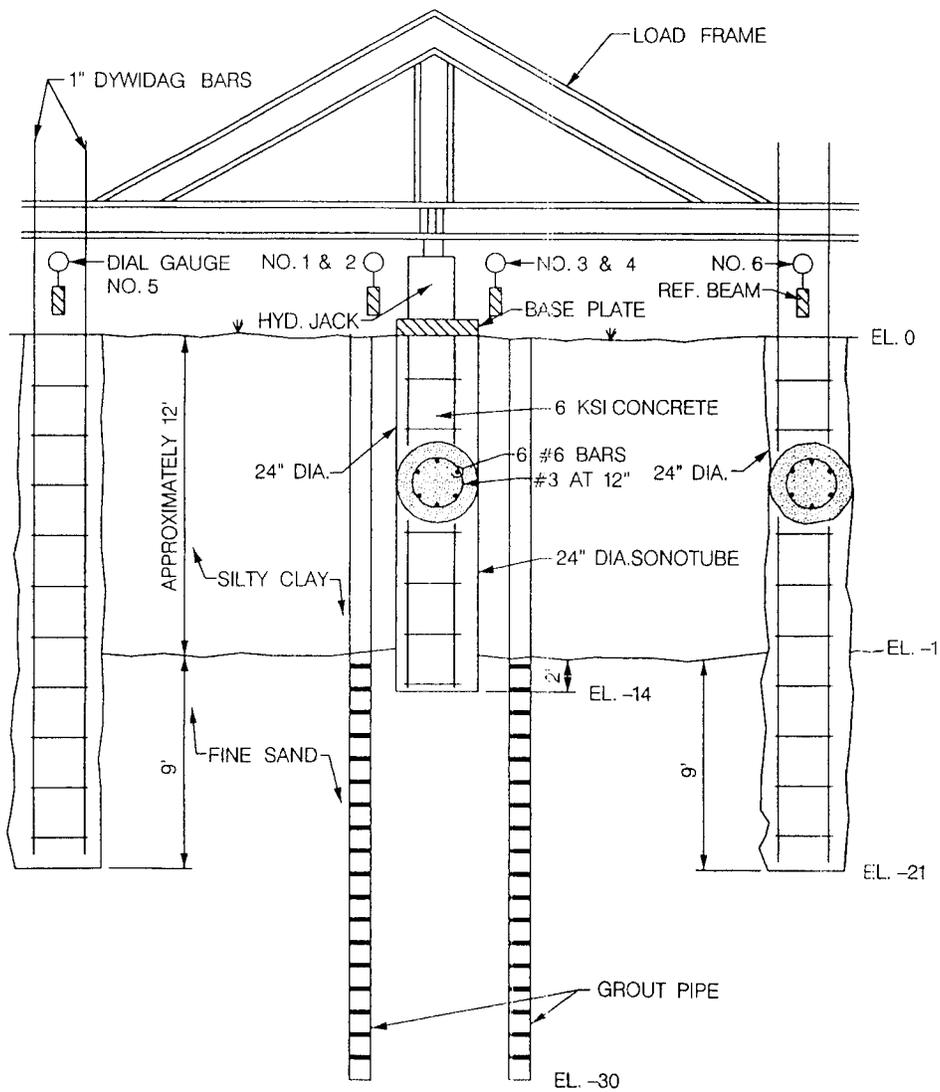 LOAD FRAME
1" DYWIDAG BARS
DIAL GAUGE
NO. 5
NO. 1 & 2
NO. 3 & 4
NO. 6
REF. BEAM
HYD. JACK
BASE PLATE
EL. 0
APPROXIMATELY 12'
6 KSI CONCRETE
24" DIA.
6 #6 BARS
#3 AT 12"
24" DIA.
SILTY CLAY
24" DIA.SONOTUBE
EL. -1
2'
EL. -14
FINE SAND
9'
9'
EL. -21
GROUT PIPE
EL. -30